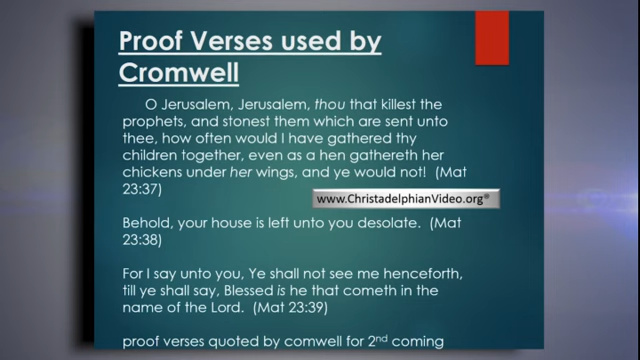 Proof Verses used by
Cromwell
O Jerusalem, Jerusalem, thou that killest the
prophets, and stonest them which are sent unto
thee, how often would I have gathered thy
children together, even as a hen gathereth her
chickens under her wings, and ye would not! (Mat
23:37)
www.ChristadelphianVideo.org®
Behold, your house is left unto you desolate. (Mat
23:38)
For I say unto you, Ye shall not see me henceforth,
till ye shall say, Blessed is he that cometh in the
name of the Lord. (Mat 23:39)
proof verses quoted by comwell for 2nd coming